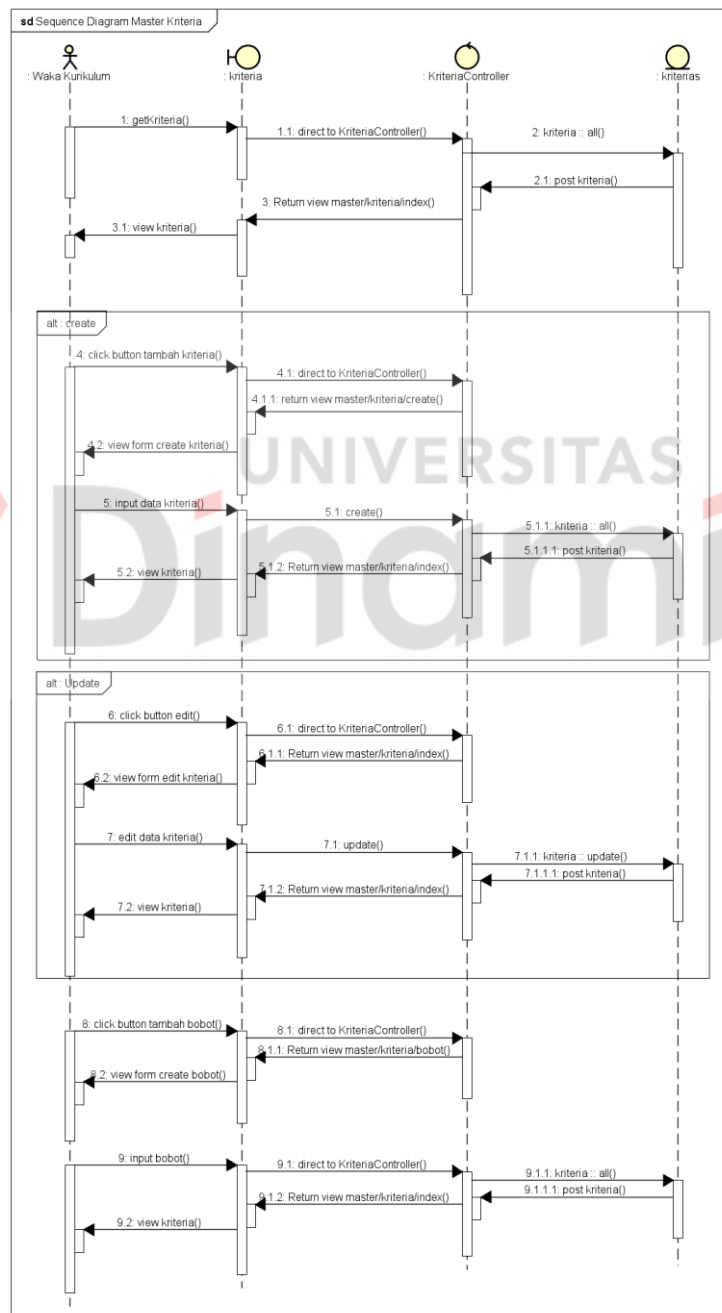 sd Sequence Diagram Master Kriteria
: Waka Kurikulum
: kriteria
: KriteriaController
: kriterias
1: getKriteria()
1.1: direct to KriteriaController()
2: kriteria :: all()
2.1: post kriteria()
3: Return view master/kriteria/index()
3.1: view kriteria()
alt : create
4: click button tambah kriteria()
4.1: direct to KriteriaController()
4.1.1: return view master/kriteria/create()
4.2: view form create kriteria()
UNIVERSITAS
5: input data kriteria()
5.1: create()
5.1.1: kriteria :: all()
5.1.1.1: post kriteria()
5.1.2: Return view master/kriteria/index()
5.2: view kriteria()
Dinami
alt : Update
6: click button edit()
6.1: direct to KriteriaController()
6.1.1: Return view master/kriteria/index()
6.2: view form edit kriteria()
7: edit data kriteria()
7.1: update()
7.1.1: kriteria :: update()
7.1.1.1: post kriteria()
7.1.2: Return view master/kriteria/index()
7.2: view kriteria()
8: click button tambah bobot()
8.1: direct to KriteriaController()
8.1.1: Return view master/kriteria/bobot()
8.2: view form create bobot()
9: input bobot()
9.1: direct to KriteriaController()
9.1.1: kriteria :: all()
9.1.1.1: post kriteria()
9.1.2: Return view master/kriteria/index()
9.2: view kriteria()